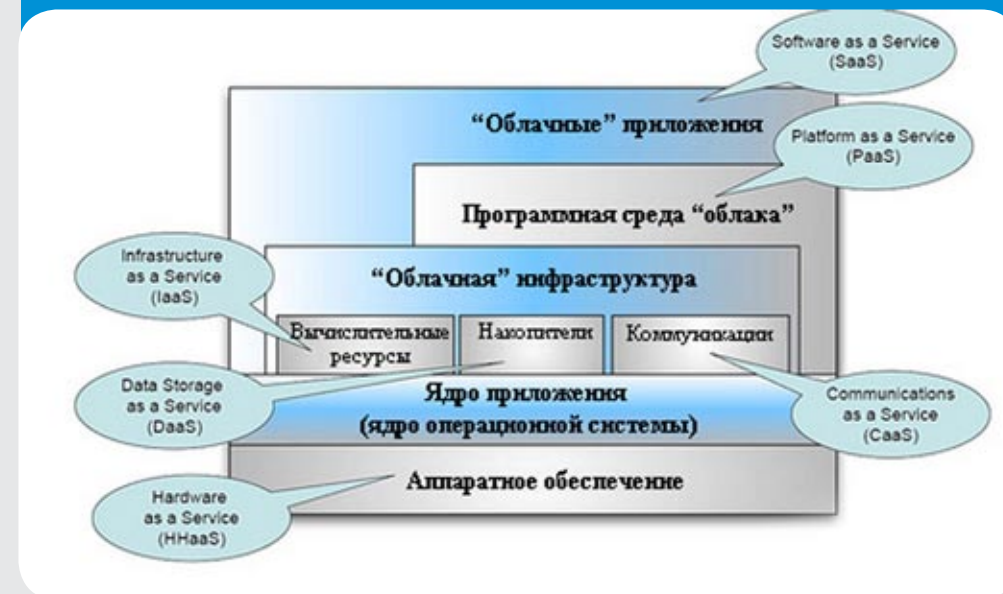 Software as a Service
(SaaS)
“Облачные” приложения
Platform as a Service
(PaaS)
Программная среда “облака”
Infrastructure
as a Service
(IaaS)
“Облачная” инфраструктура
Вычислительные
ресурсы
Накопители
Коммуникации
Data Storage
as a Service
(DaaS)
Ядро приложения
(ядро операционной системы)
Communications
as a Service
(CaaS)
Аппаратное обеспечение
Hardware
as a Service
(HHaaS)